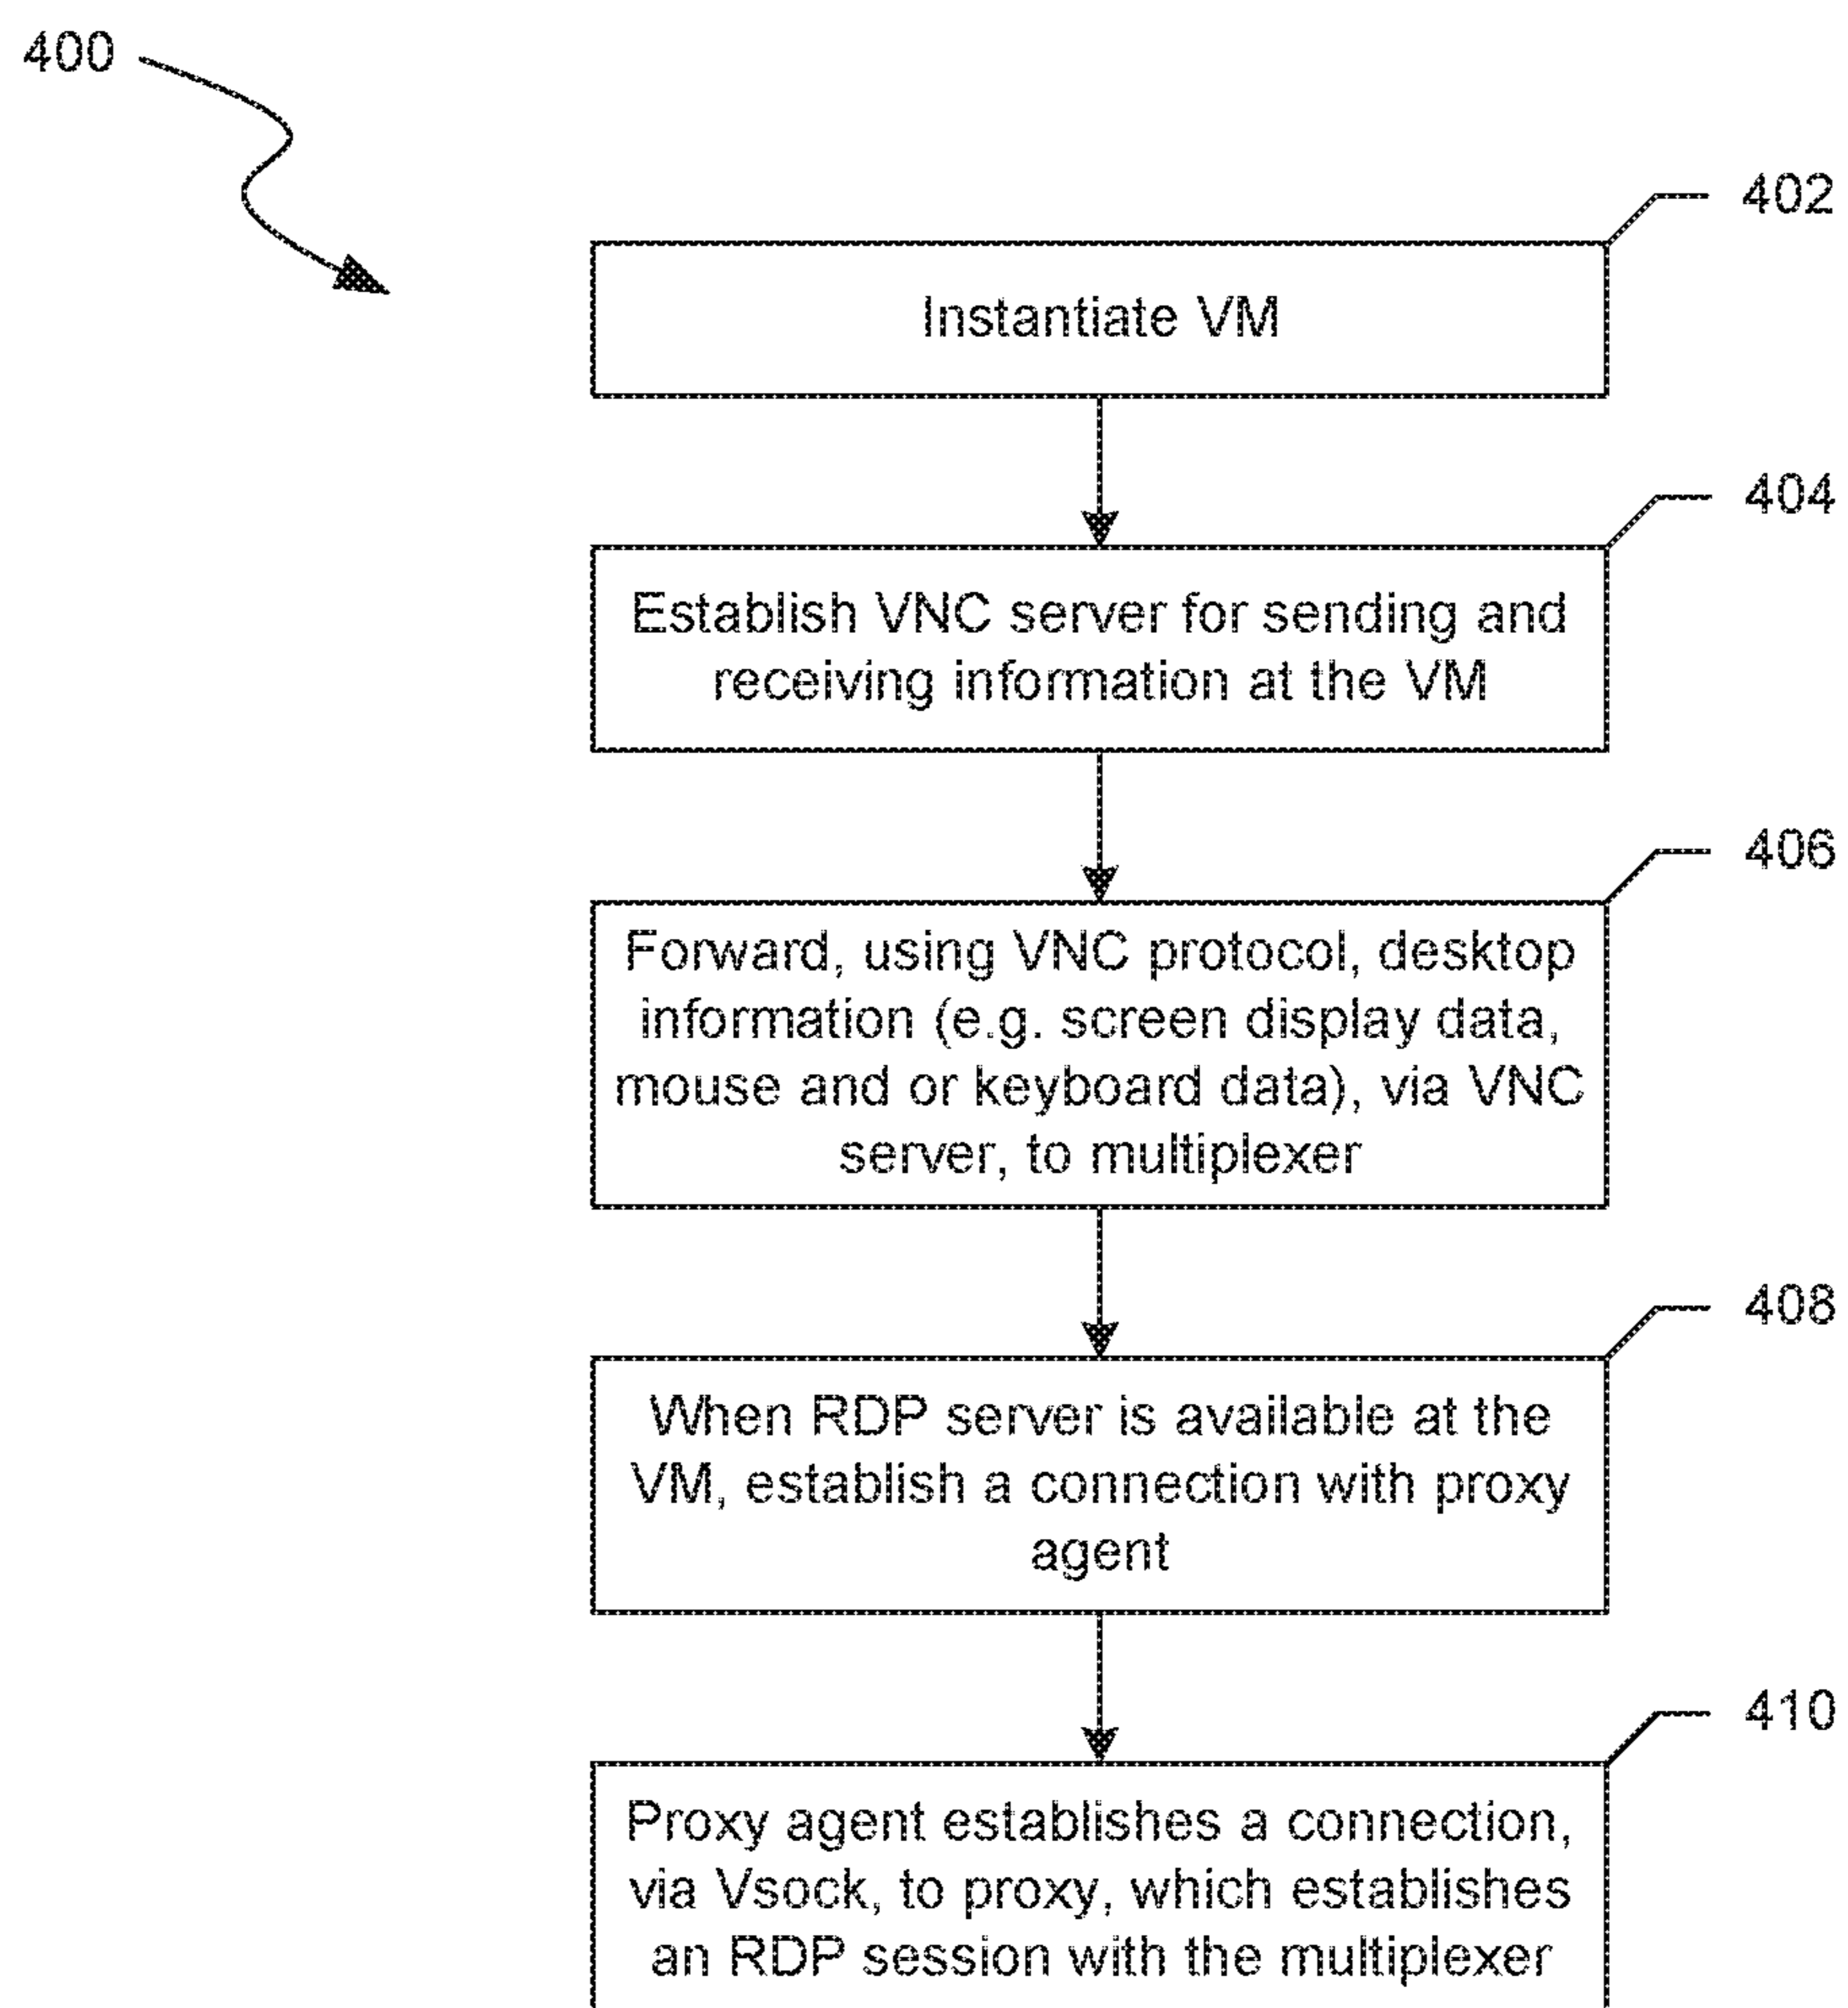 400
402
Instantiate VM
404
Establish VNC server for sending and
receiving information at the VM
406
Forward, using VNC protocol, desktop
information (e.g. screen display data,
mouse and or keyboard data), via VNC
server, to multiplexer
408
When RDP server is available at the
VM, establish a connection with proxy
agent
410
Proxy agent establishes a connection,
via Vsock, to proxy, which establishes
an RDP session with the multiplexer